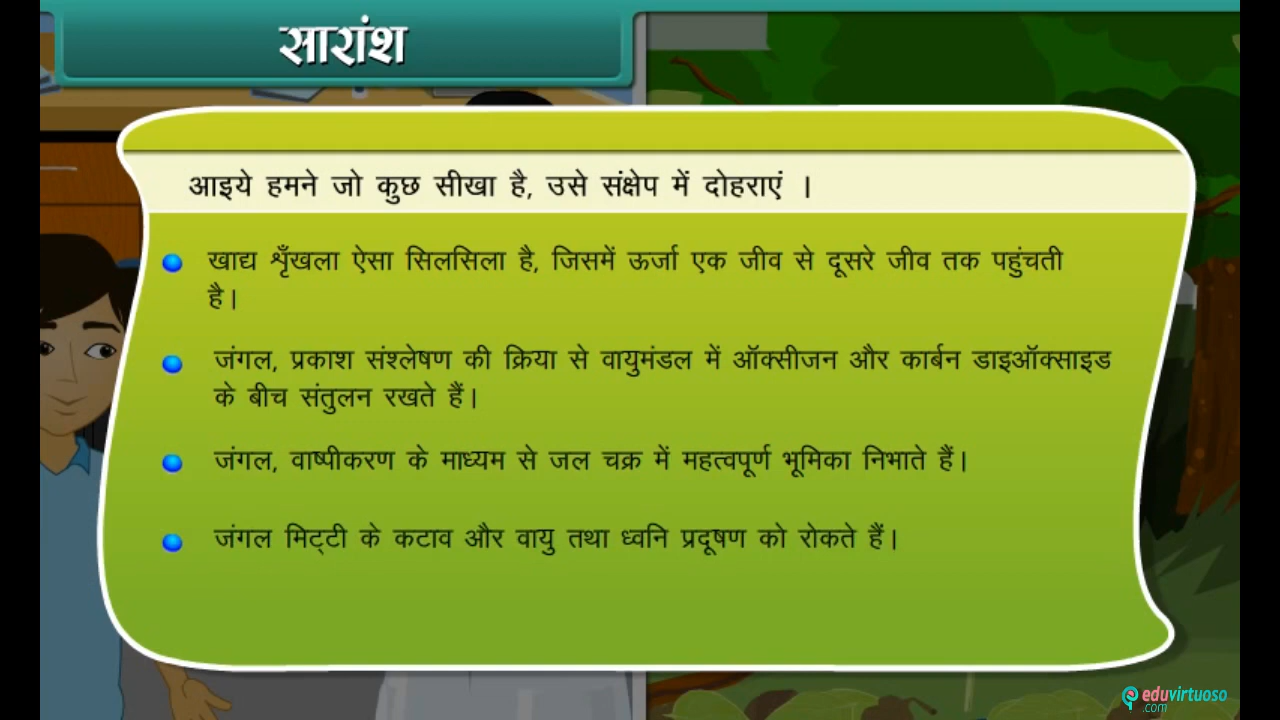 सारांश
आइये हमने जो कुछ सीखा है, उसे संक्षेप में दोहराएं ।
खाद्य शृँखला ऐसा सिलसिला है, जिसमें ऊर्जा एक जीव से दूसरे जीव तक पहुंचती
है।
जंगल, प्रकाश संश्लेषण की क्रिया से वायुमंडल में ऑक्सीजन और कार्बन डाइऑक्साइड
के बीच संतुलन रखते हैं।
जंगल, वाष्पीकरण के माध्यम से जल चक्र में महत्वपूर्ण भूमिका निभाते हैं।
जंगल मिट्टी के कटाव और वायु तथा ध्वनि प्रदूषण को रोकते हैं।
eduvirtuoso
.com